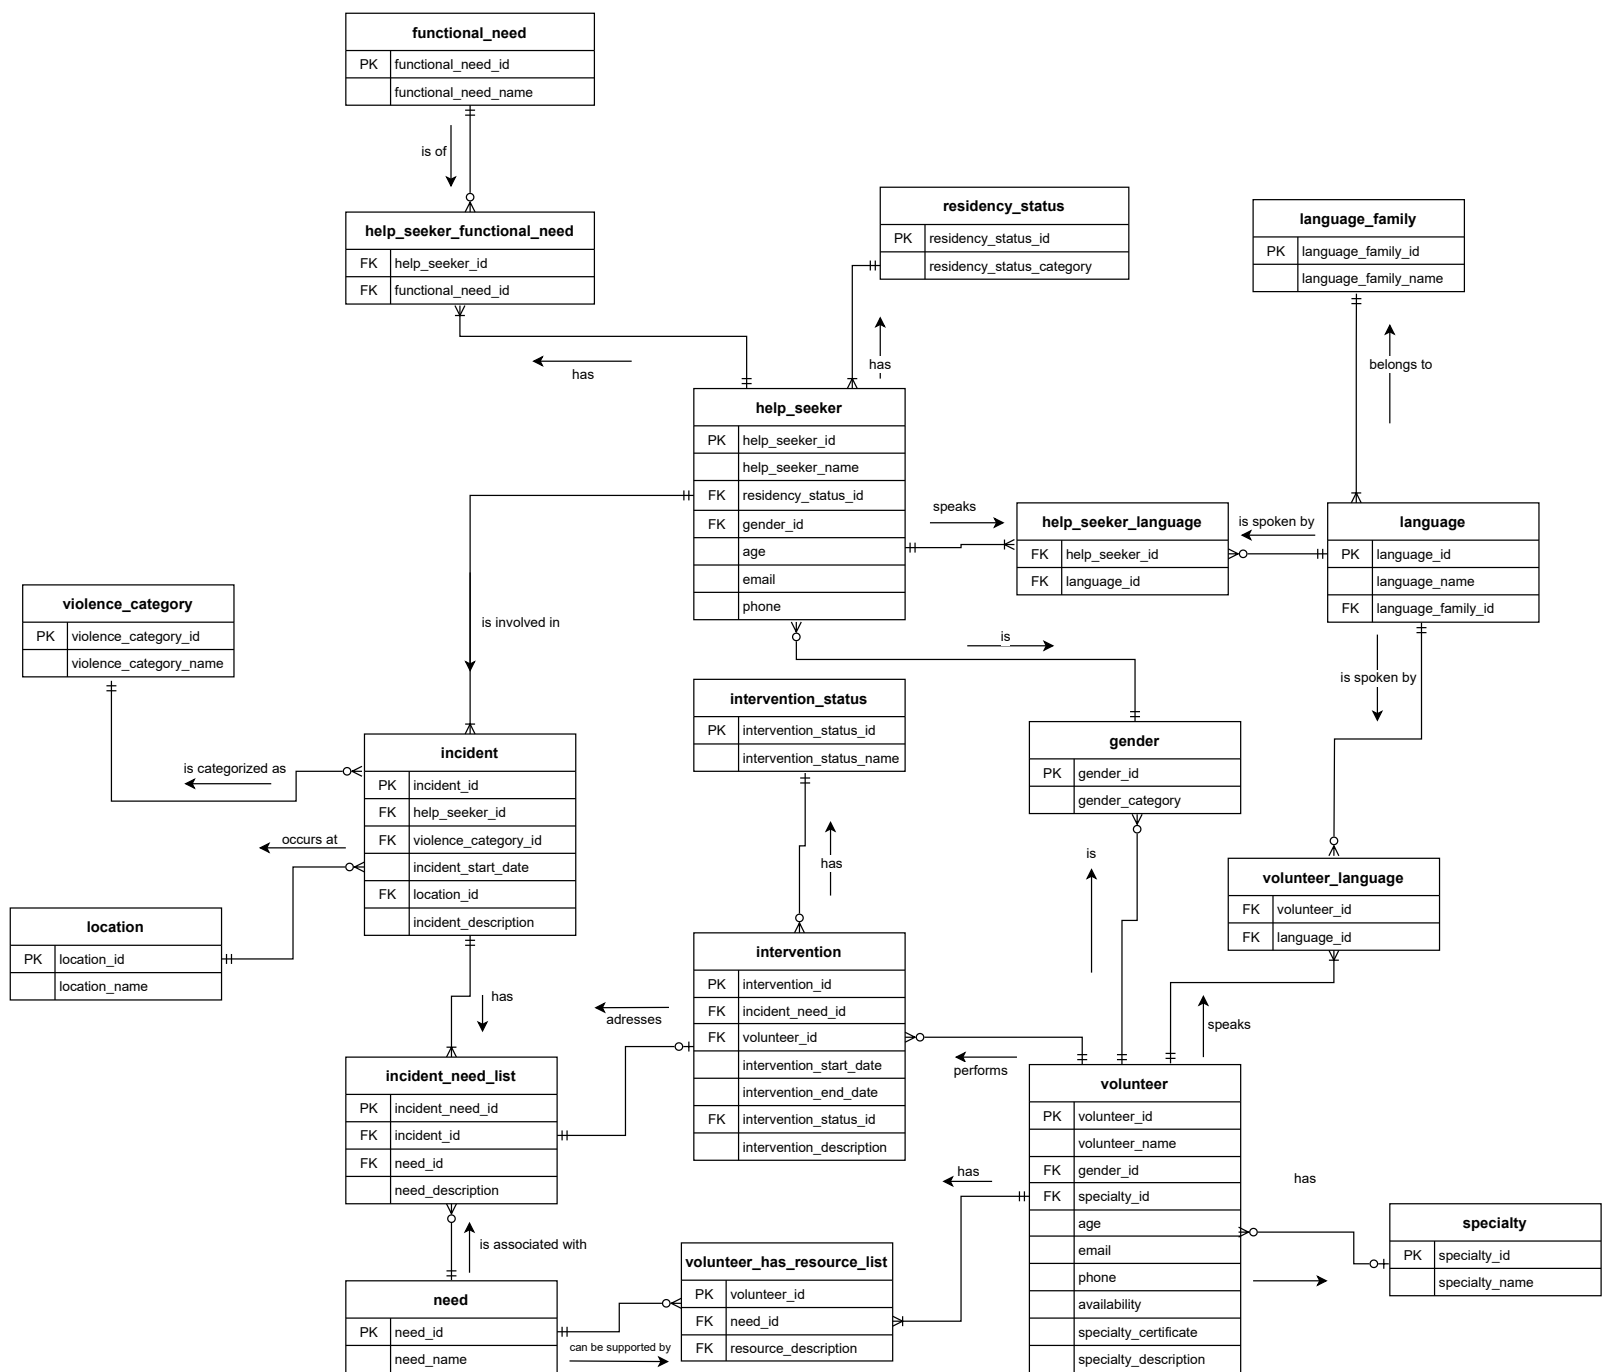 functional_need
PK functional_need_id
functional_need_name
is of
help_seeker_functional_need
FK help_seeker_id
FK functional_need_id
has
residency_status
PK residency_status_id
residency_status_category
has
language_family
PK language_family_id
language_family_name
belongs to
help_seeker
PK help_seeker_id
help_seeker_name
FK residency_status_id
FK gender_id
age
email
phone
speaks
help_seeker_language
FK help_seeker_id
FK language_id
is spoken by
language
PK language_id
language_name
FK language_family_id
is spoken by
is involved in
is
violence_category
PK violence_category_id
violence_category_name
is categorized as
occurs at
incident
PK incident_id
FK help_seeker_id
FK violence_category_id
incident_start_date
FK location_id
incident_description
intervention_status
PK intervention_status_id
intervention_status_name
has
gender
PK gender_id
gender_category
is
volunteer_language
FK volunteer_id
FK language_id
speaks
location
PK location_id
location_name
has
adresses
intervention
PK intervention_id
FK incident_need_id
FK volunteer_id
intervention_start_date
intervention_end_date
FK intervention_status_id
intervention_description
performs
incident_need_list
PK incident_need_id
FK incident_id
FK need_id
need_description
is associated with
volunteer
PK volunteer_id
volunteer_name
FK gender_id
FK specialty_id
age
email
phone
availability
specialty_certificate
specialty_description
has
has
specialty
PK specialty_id
specialty_name
volunteer_has_resource_list
PK volunteer_id
FK need_id
FK resource_description
need
PK need_id
need_name
can be supported by